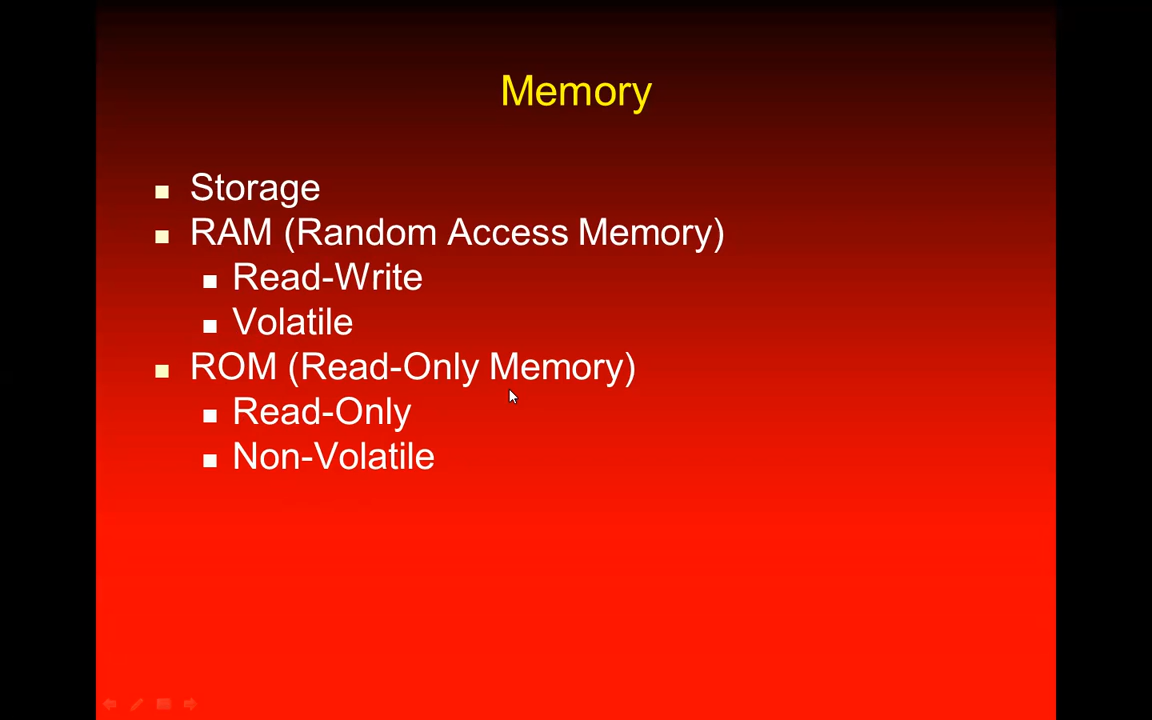 Memory
Storage
RAM (Random Access Memory)
Read-Write
Volatile
ROM (Read-Only Memory)
Read-Only
Non-Volatile